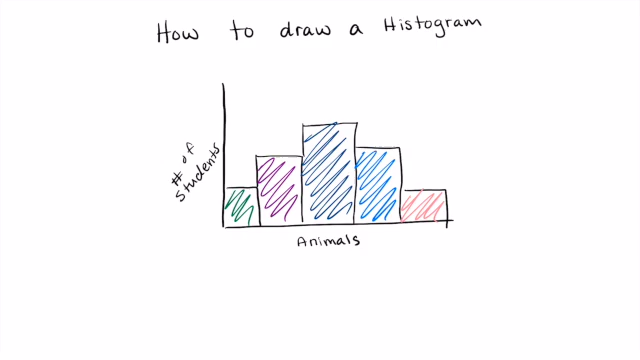 How to draw a Histogram
# of
students
Animals